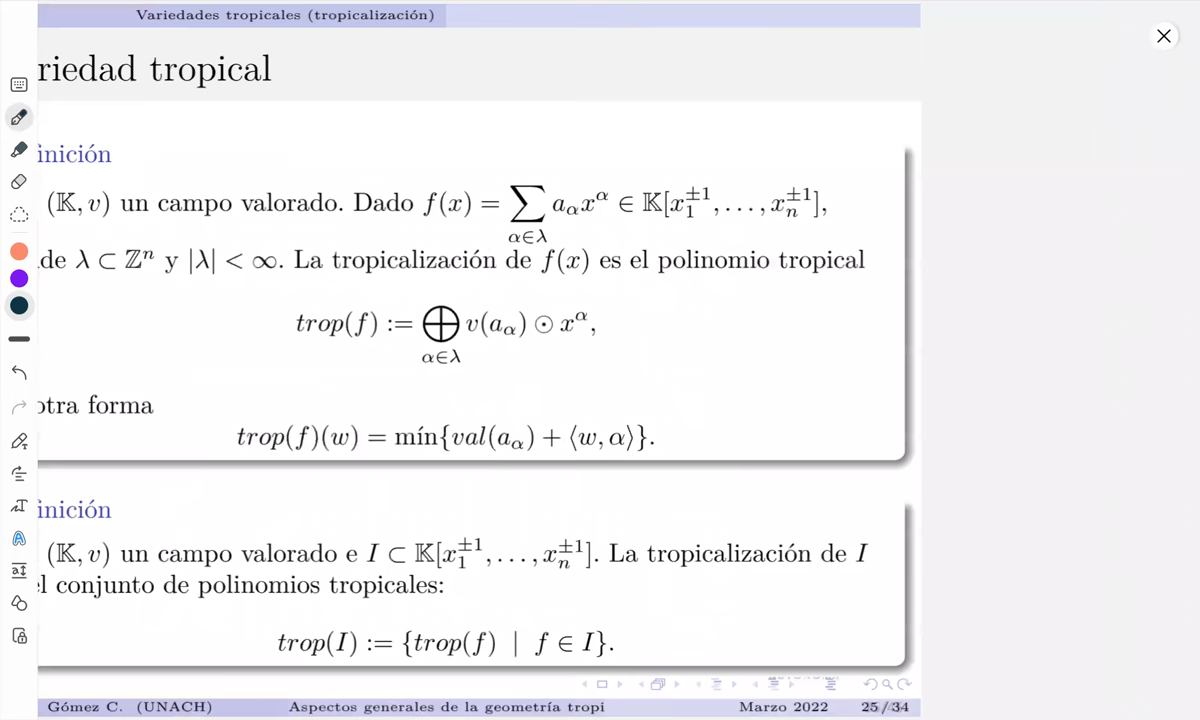 Variedades tropicales (tropicalización)
riedad tropical
inición
(𝕂, v) un campo valorado. Dado f(x) = ∑_{α∈λ} a_α x^α ∈ 𝕂[x_1^{±1}, . . . , x_n^{±1}],
de λ ⊂ ℤ^n y |λ| < ∞. La tropicalización de f(x) es el polinomio tropical
trop(f) := ⨁_{α∈λ} v(a_α) ⊙ x^α,
otra forma
trop(f)(w) = mín{val(a_α) + ⟨w, α⟩}.
inición
(𝕂, v) un campo valorado e I ⊂ 𝕂[x_1^{±1}, . . . , x_n^{±1}]. La tropicalización de I
el conjunto de polinomios tropicales:
trop(I) := {trop(f) | f ∈ I}.
Gómez C. (UNACH) Aspectos generales de la geometría tropi Marzo 2022 25 / 34